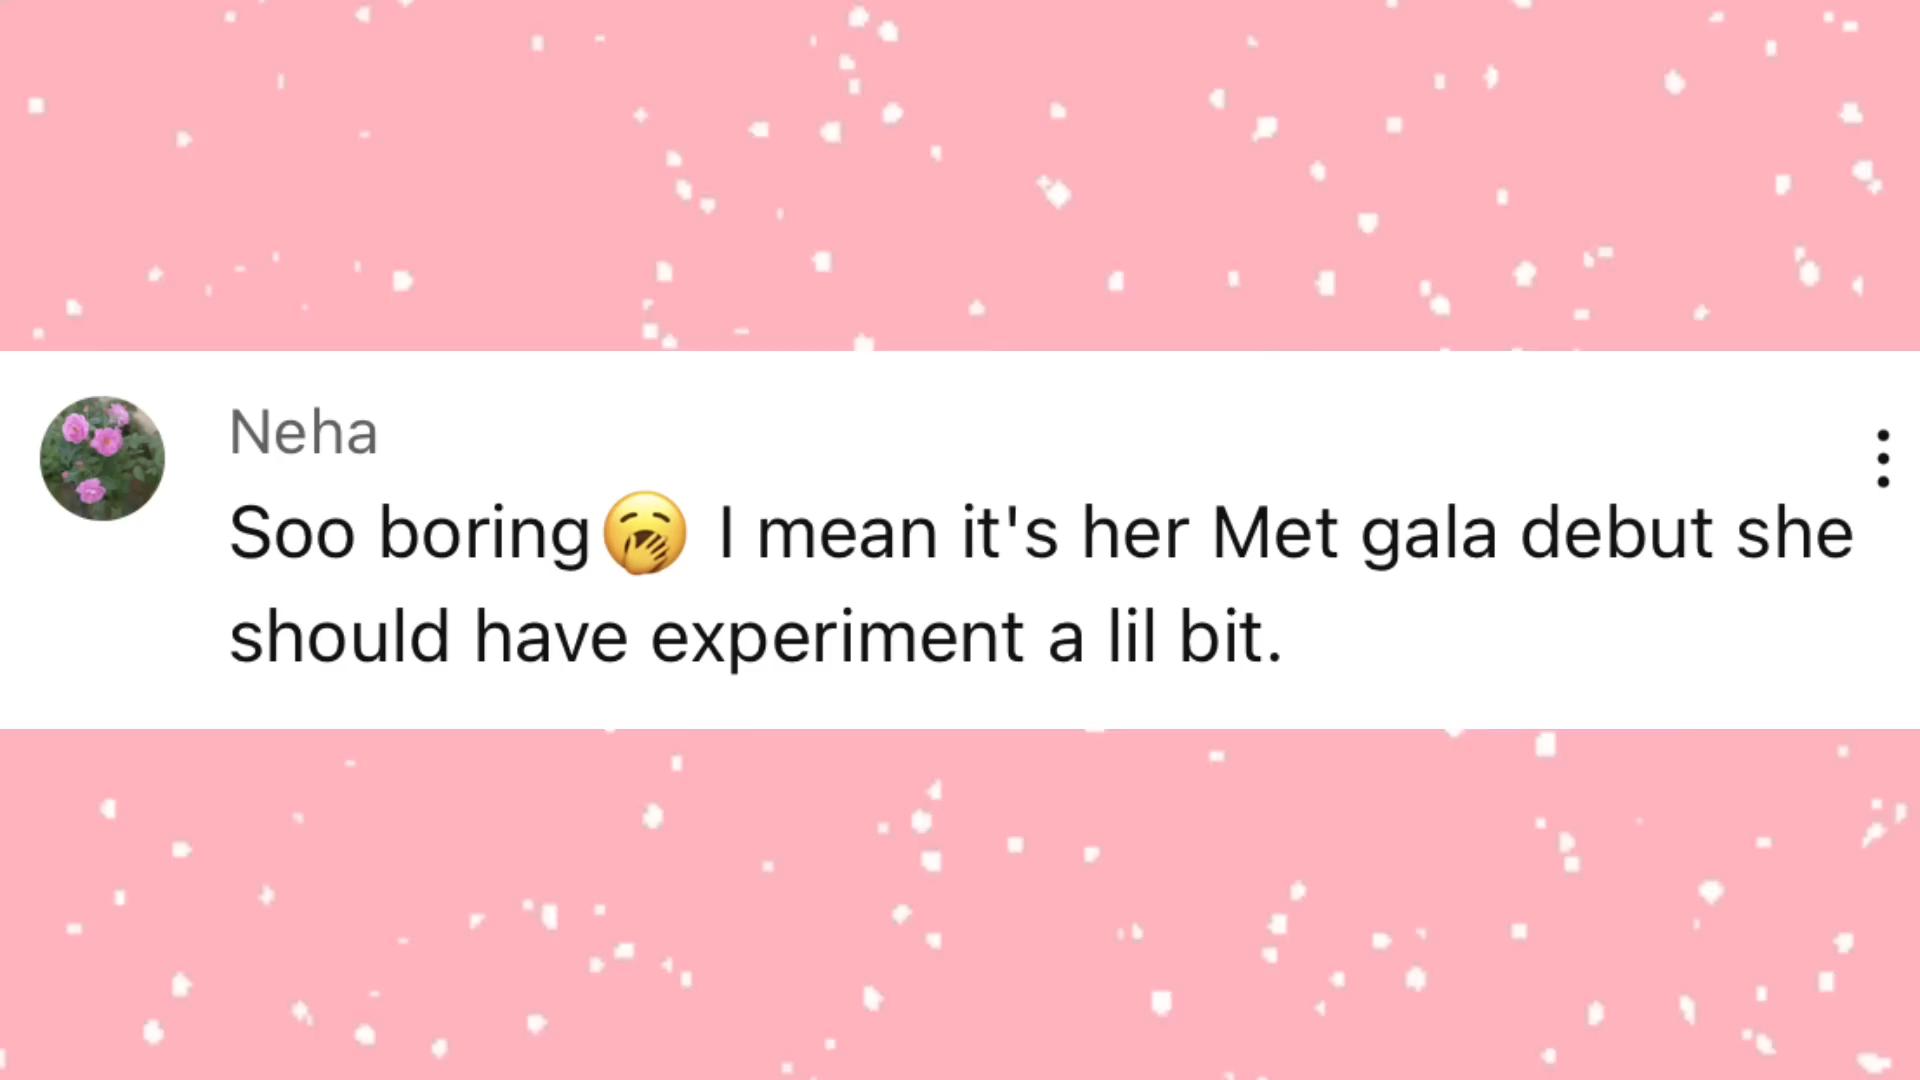 Neha
Soo boring🥱 I mean it's her Met gala debut she
should have experiment a lil bit.